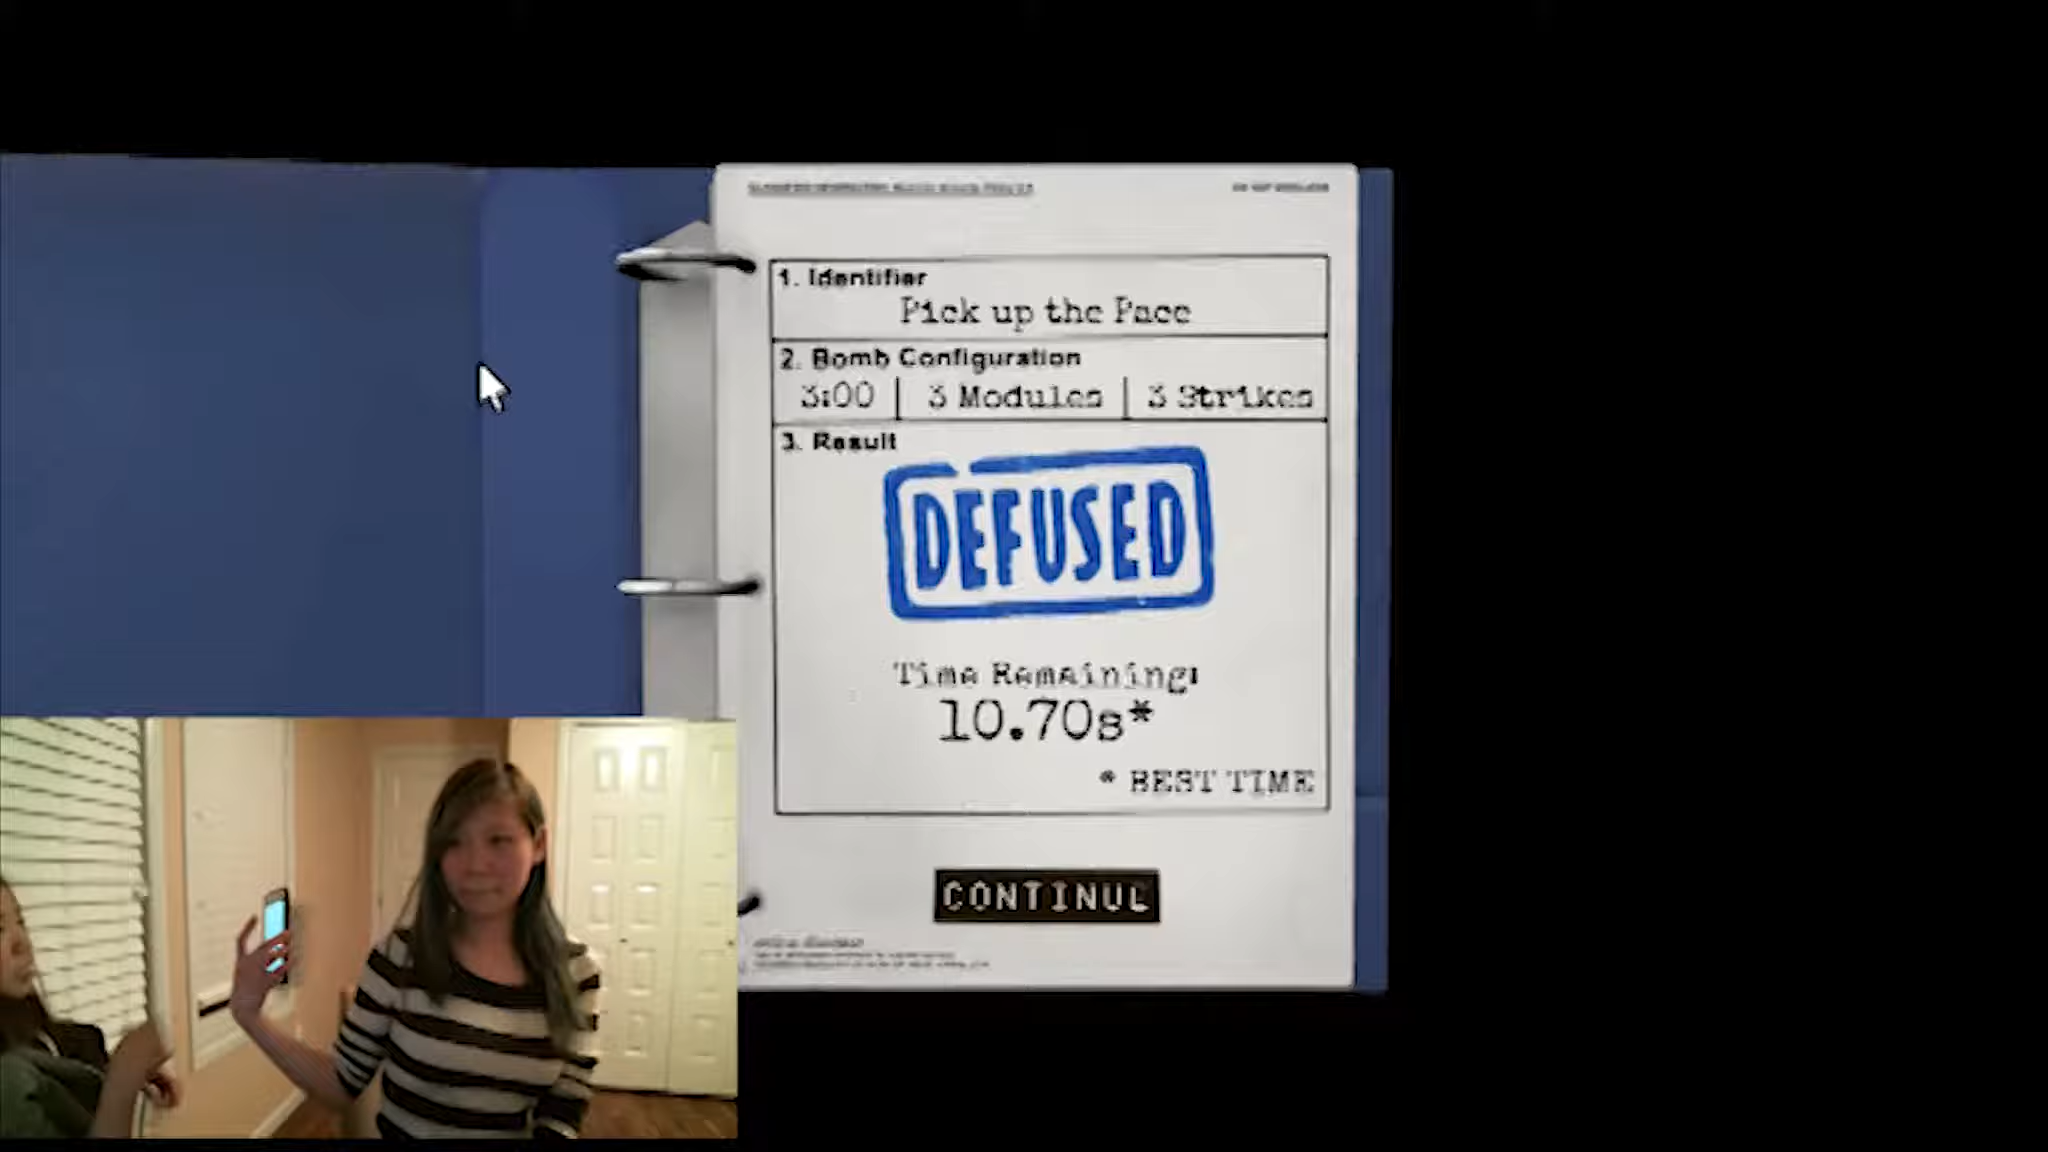 1. Identifier
Pick up the Pace
2. Bomb Configuration
3:00 | 3 Modules | 3 Strikes
3. Result
DEFUSED
Time Remaining:
10.70s*
* BEST TIME
CONTINUE